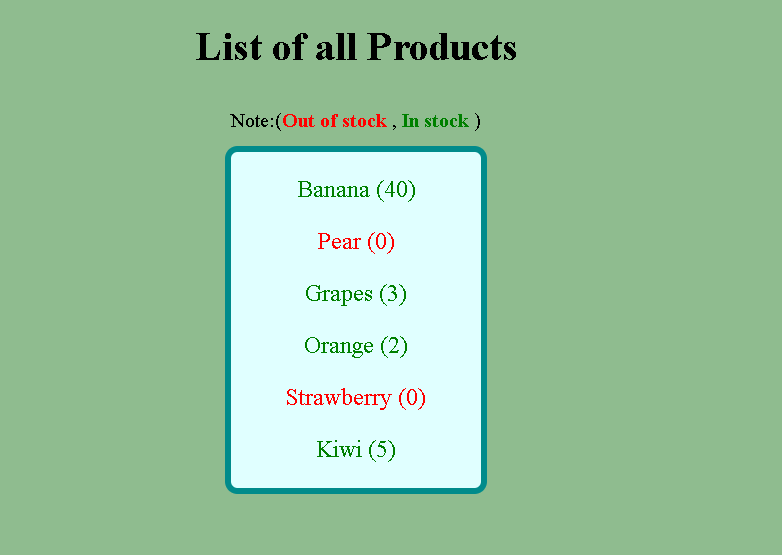 List of all Products
Note:(Out of stock , In stock )
Banana (40)
Pear (0)
Grapes (3)
Orange (2)
Strawberry (0)
Kiwi (5)